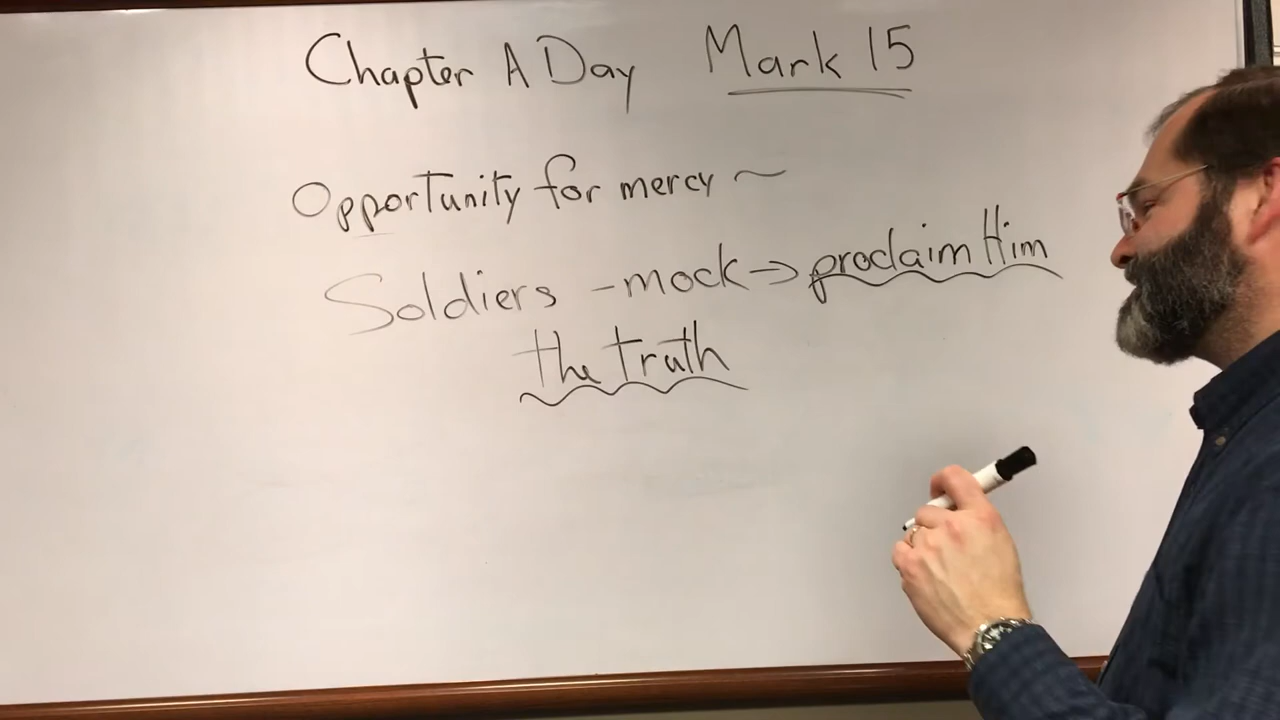 Chapter A Day Mark 15
Opportunity for mercy ~
Soldiers - mock → proclaim Him
the truth